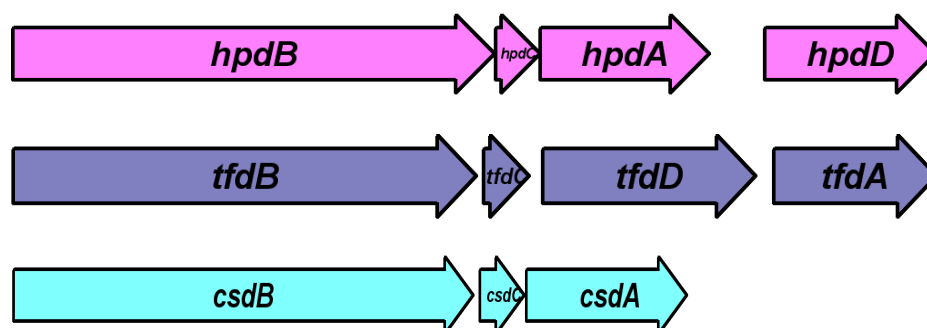 hpdB hpdC hpdA hpdD
tfdB tfdC tfdD tfdA
csdB csdC csdA